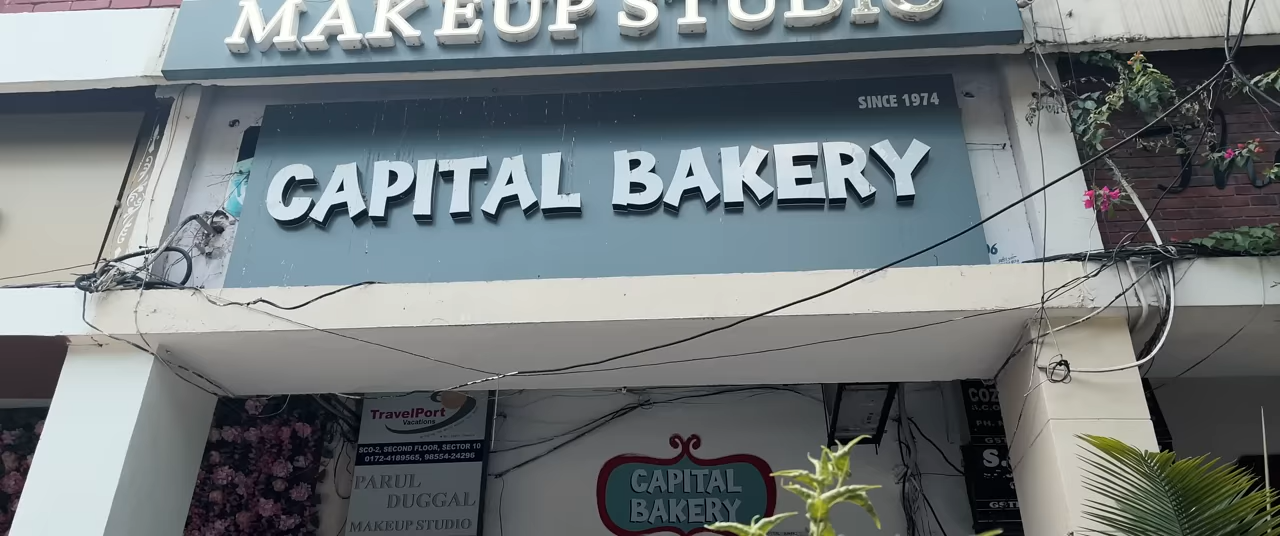 MAKEUP STUDIO
SINCE 1974
CAPITAL BAKERY
TravelPort
Vacations
SCO-2, SECOND FLOOR, SECTOR 10
0172-4189565, 98554-24296
PARUL
DUGGAL
MAKEUP STUDIO
CAPITAL
BAKERY